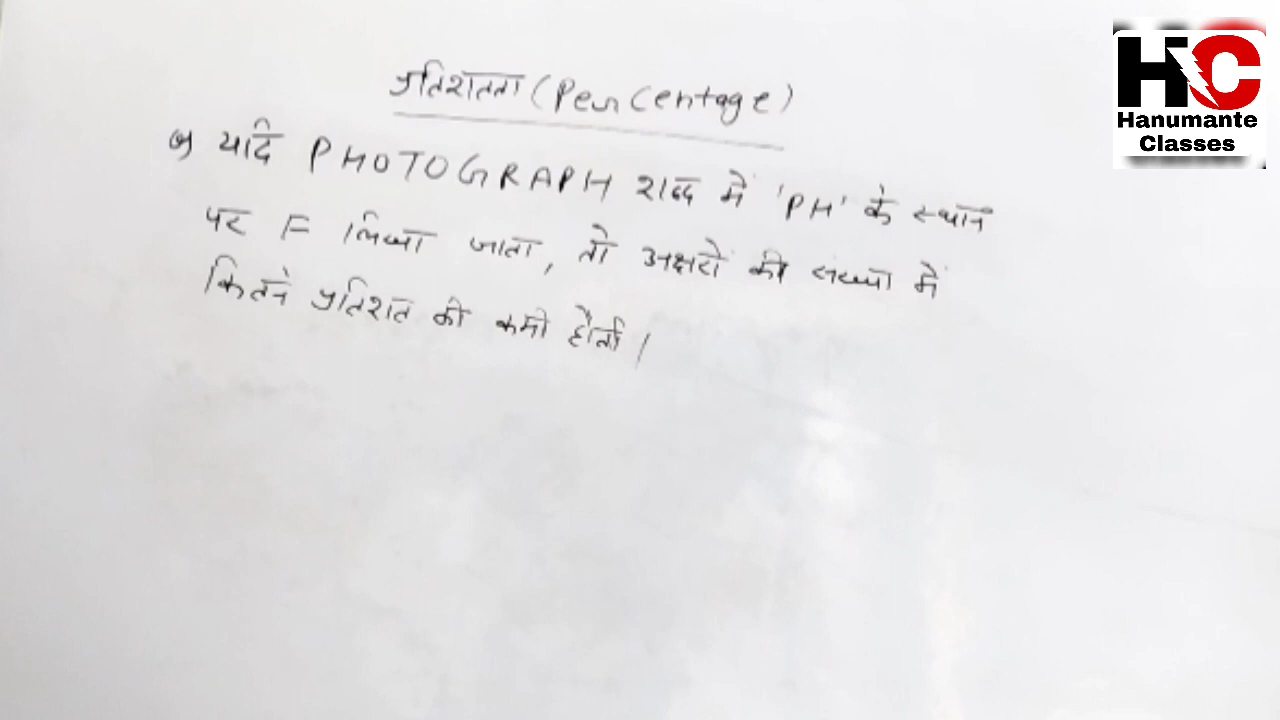 प्रतिशतता (Percentage)
HC
Hanumante
Classes
यदि PHOTOGRAPH शब्द में 'PH' के स्थान
पर F लिखा जाता, तो अक्षरों की संख्या में
कितने प्रतिशत की कमी होती।